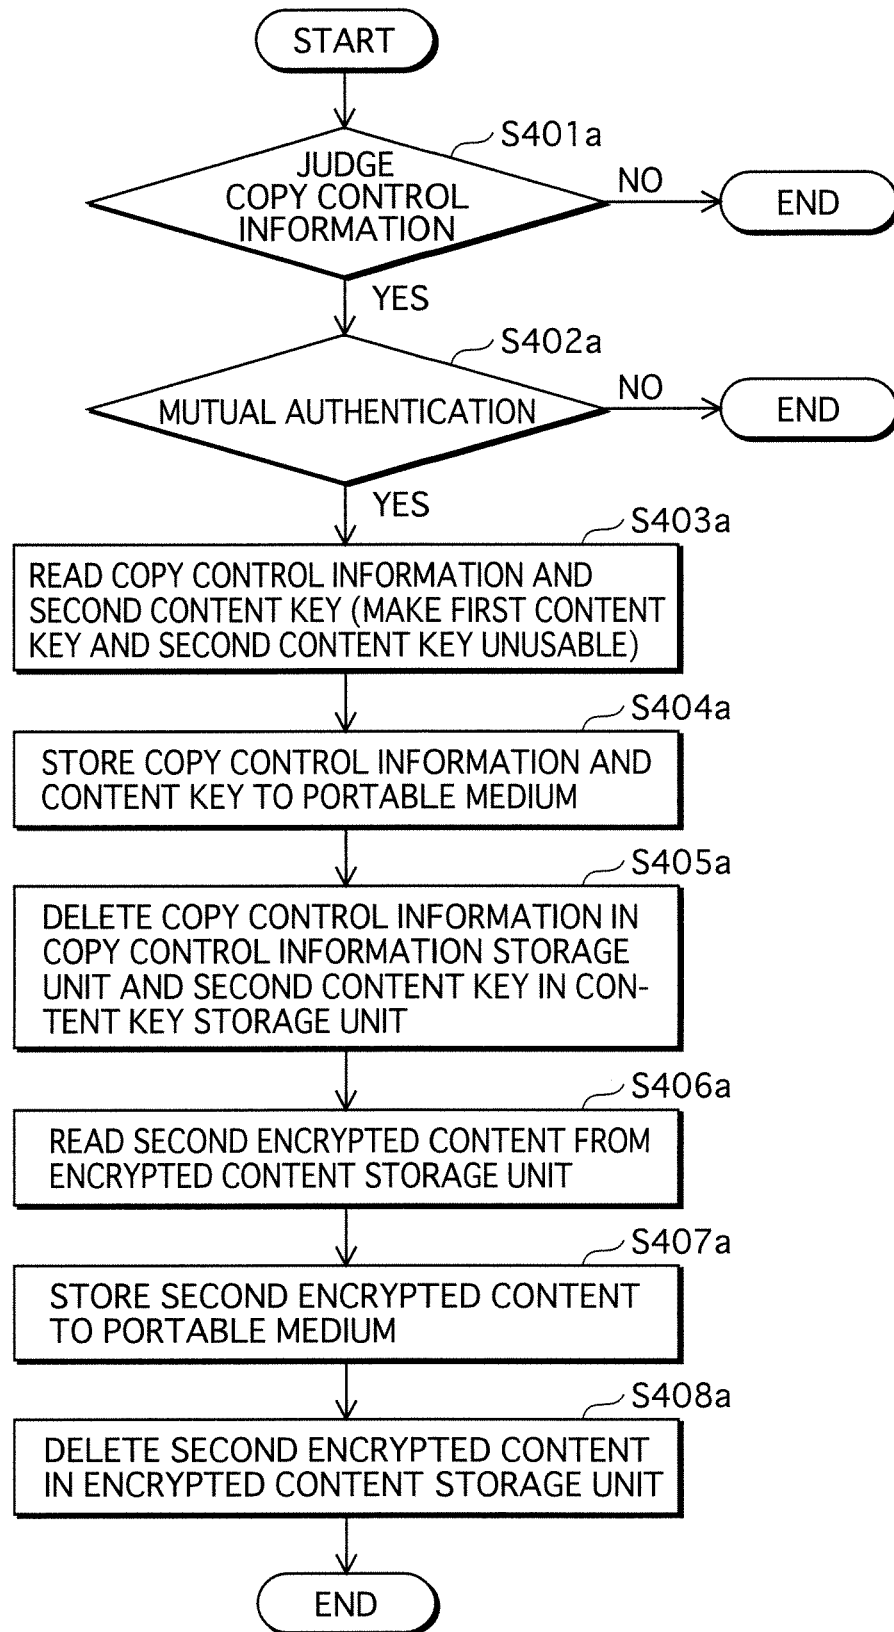 START
S401a
JUDGE
COPY CONTROL
INFORMATION
NO
END
YES
S402a
MUTUAL AUTHENTICATION
NO
END
YES
S403a
READ COPY CONTROL INFORMATION AND
SECOND CONTENT KEY (MAKE FIRST CONTENT
KEY AND SECOND CONTENT KEY UNUSABLE)
S404a
STORE COPY CONTROL INFORMATION AND
CONTENT KEY TO PORTABLE MEDIUM
S405a
DELETE COPY CONTROL INFORMATION IN
COPY CONTROL INFORMATION STORAGE
UNIT AND SECOND CONTENT KEY IN CON-
TENT KEY STORAGE UNIT
S406a
READ SECOND ENCRYPTED CONTENT FROM
ENCRYPTED CONTENT STORAGE UNIT
S407a
STORE SECOND ENCRYPTED CONTENT
TO PORTABLE MEDIUM
S408a
DELETE SECOND ENCRYPTED CONTENT
IN ENCRYPTED CONTENT STORAGE UNIT
END